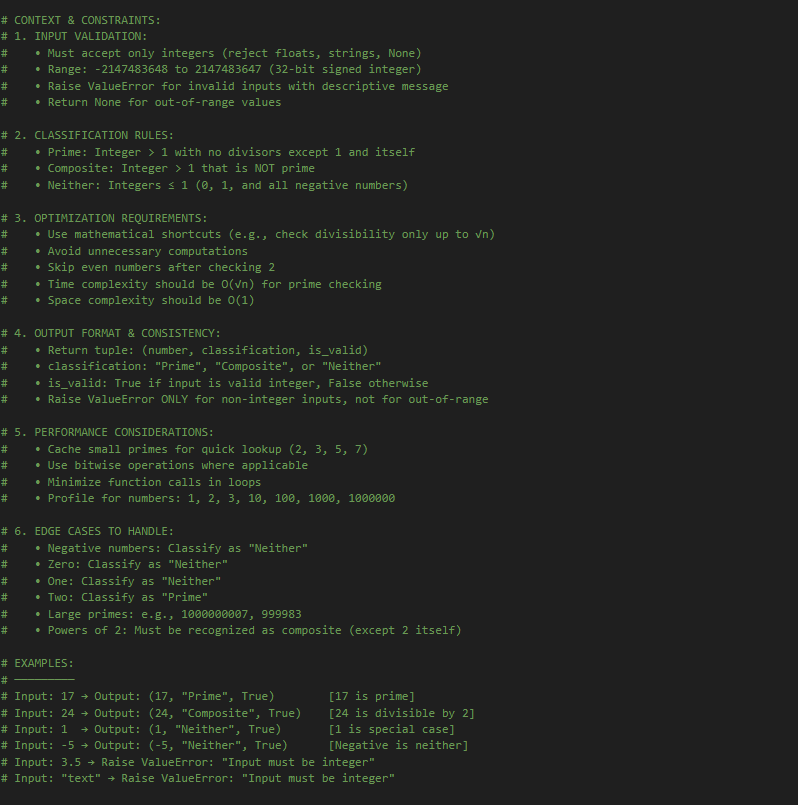 # CONTEXT & CONSTRAINTS:
# 1. INPUT VALIDATION:
#    • Must accept only integers (reject floats, strings, None)
#    • Range: -2147483648 to 2147483647 (32-bit signed integer)
#    • Raise ValueError for invalid inputs with descriptive message
#    • Return None for out-of-range values
# 2. CLASSIFICATION RULES:
#    • Prime: Integer > 1 with no divisors except 1 and itself
#    • Composite: Integer > 1 that is NOT prime
#    • Neither: Integers ≤ 1 (0, 1, and all negative numbers)
# 3. OPTIMIZATION REQUIREMENTS:
#    • Use mathematical shortcuts (e.g., check divisibility only up to √n)
#    • Avoid unnecessary computations
#    • Skip even numbers after checking 2
#    • Time complexity should be O(√n) for prime checking
#    • Space complexity should be O(1)
# 4. OUTPUT FORMAT & CONSISTENCY:
#    • Return tuple: (number, classification, is_valid)
#    • classification: "Prime", "Composite", or "Neither"
#    • is_valid: True if input is valid integer, False otherwise
#    • Raise ValueError ONLY for non-integer inputs, not for out-of-range
# 5. PERFORMANCE CONSIDERATIONS:
#    • Cache small primes for quick lookup (2, 3, 5, 7)
#    • Use bitwise operations where applicable
#    • Minimize function calls in loops
#    • Profile for numbers: 1, 2, 3, 10, 100, 1000, 1000000
# 6. EDGE CASES TO HANDLE:
#    • Negative numbers: Classify as "Neither"
#    • Zero: Classify as "Neither"
#    • One: Classify as "Neither"
#    • Two: Classify as "Prime"
#    • Large primes: e.g., 1000000007, 999983
#    • Powers of 2: Must be recognized as composite (except 2 itself)
# EXAMPLES:
# ─────────
# Input: 17 → Output: (17, "Prime", True)        [17 is prime]
# Input: 24 → Output: (24, "Composite", True)    [24 is divisible by 2]
# Input: 1  → Output: (1, "Neither", True)       [1 is special case]
# Input: -5 → Output: (-5, "Neither", True)      [Negative is neither]
# Input: 3.5 → Raise ValueError: "Input must be integer"
# Input: "text" → Raise ValueError: "Input must be integer"